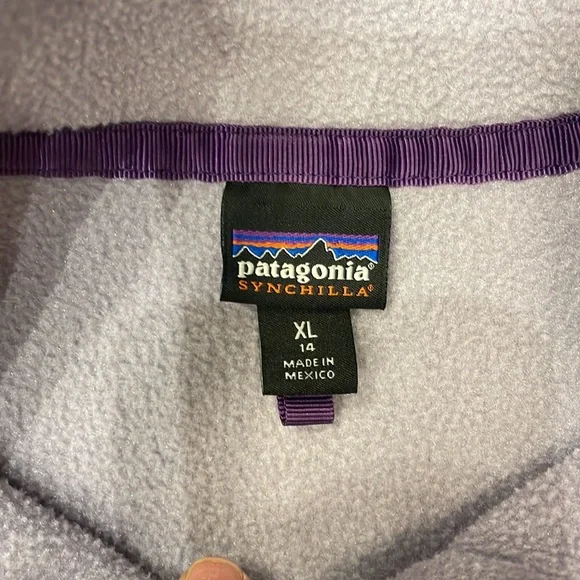 patagonia®
SYNCHILLA®
XL
14
MADE IN
MEXICO